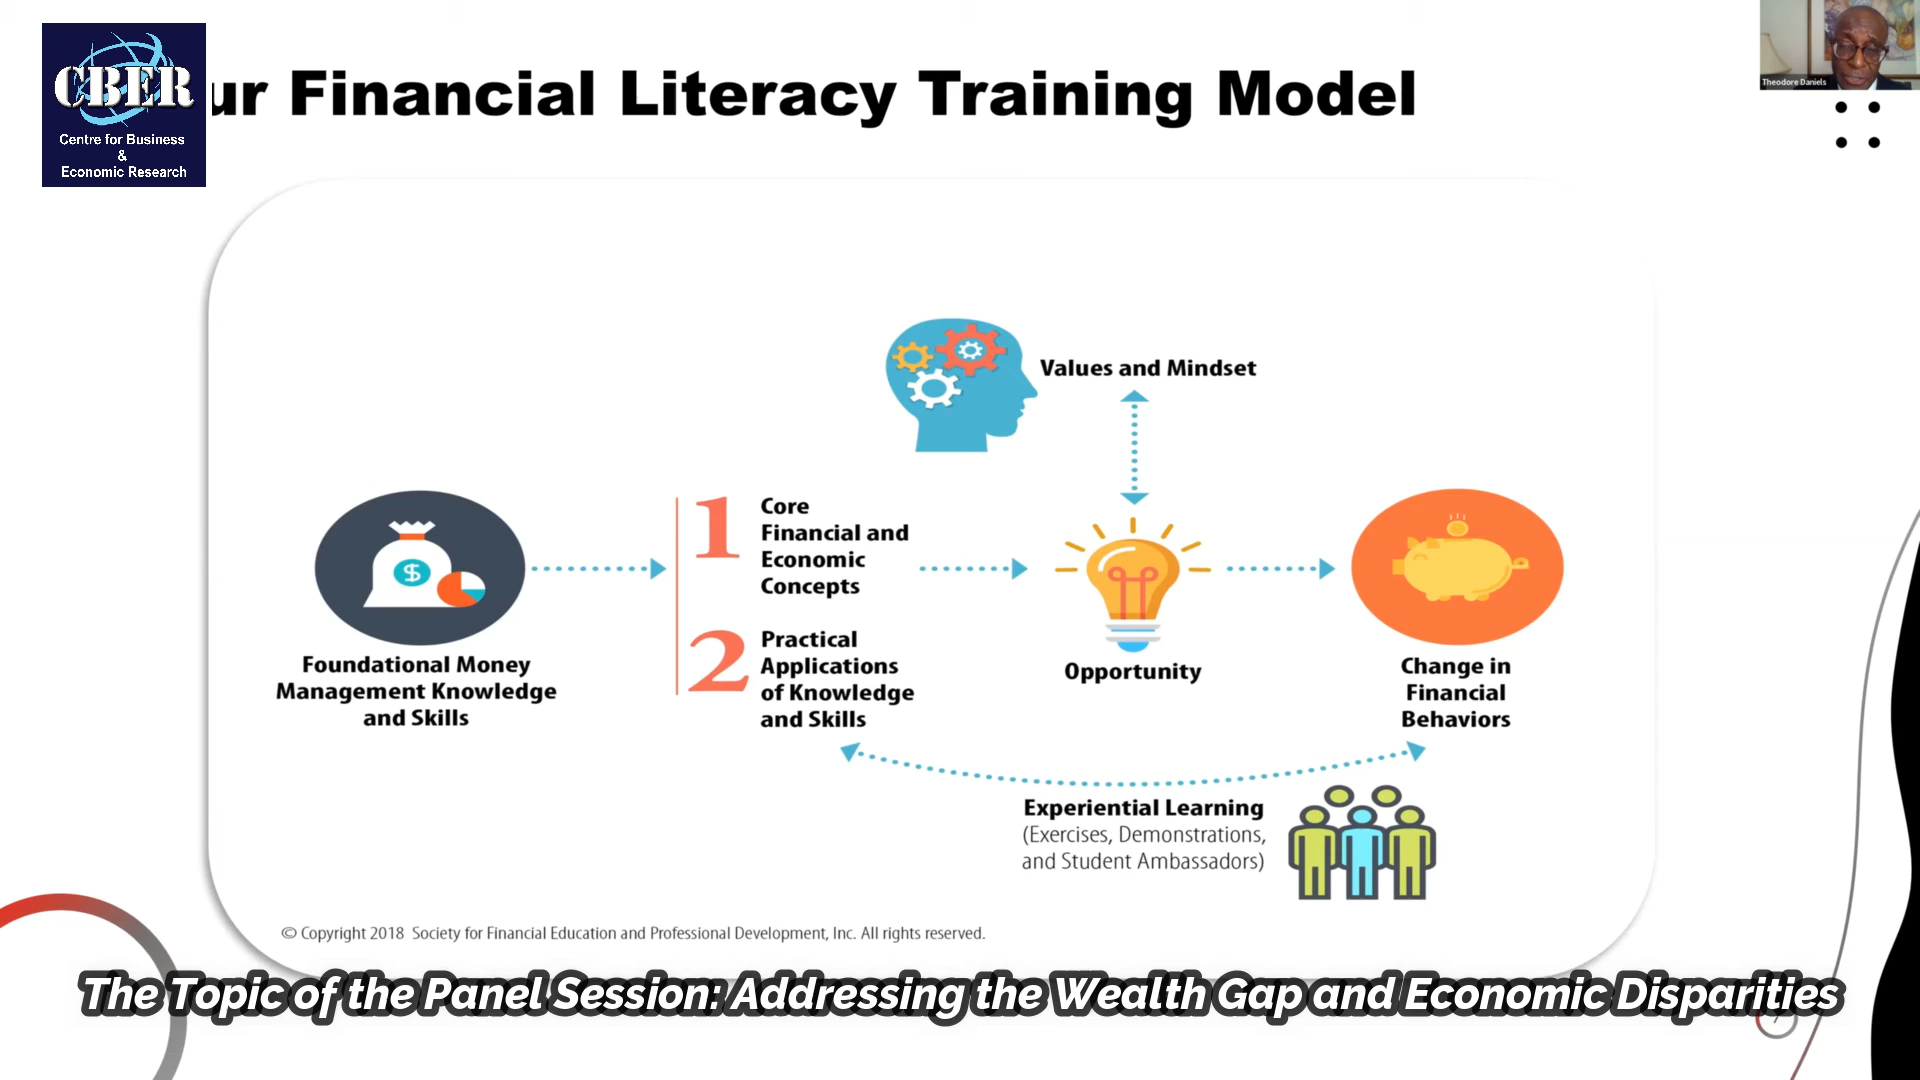 CBER
Centre for Business
&
Economic Research
ur Financial Literacy Training Model
Theodore Daniels
Values and Mindset
1
Core
Financial and
Economic
Concepts
2
Practical
Applications
of Knowledge
and Skills
$
Foundational Money
Management Knowledge
and Skills
Opportunity
Change in
Financial
Behaviors
Experiential Learning
(Exercises, Demonstrations,
and Student Ambassadors)
© Copyright 2018 Society for Financial Education and Professional Development, Inc. All rights reserved.
The Topic of the Panel Session: Addressing the Wealth Gap and Economic Disparities